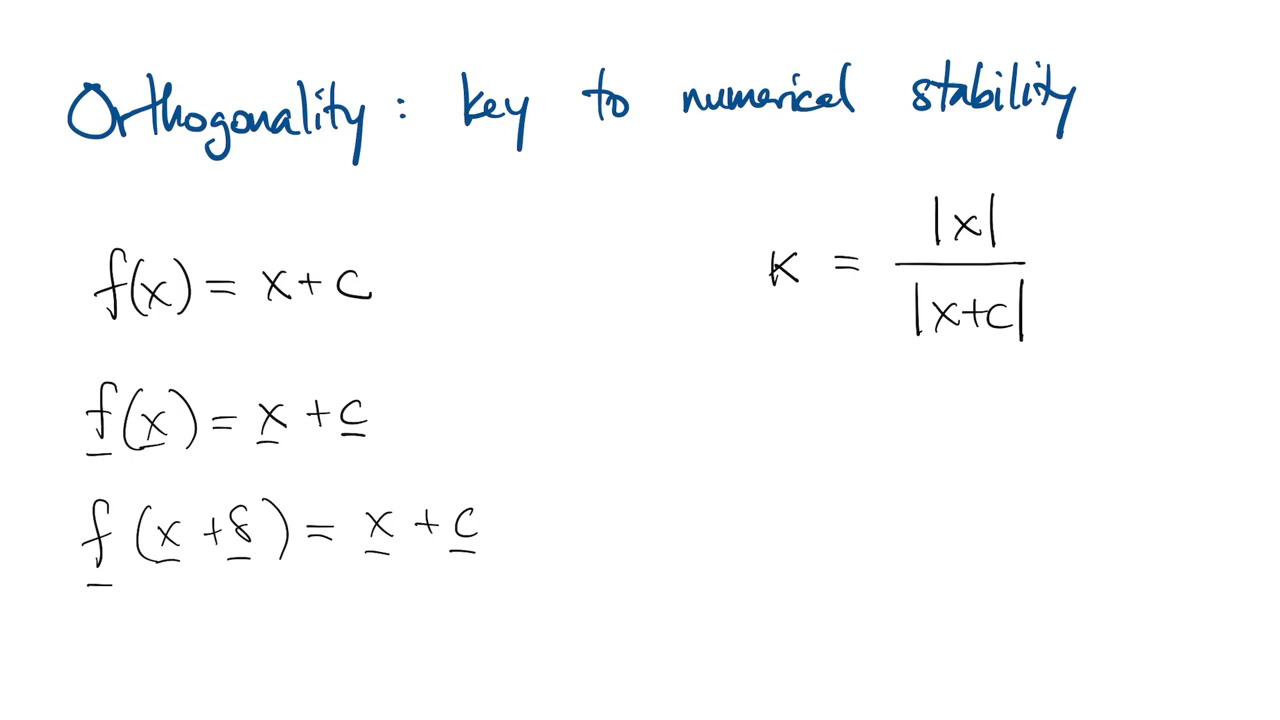 Orthogonality: key to numerical stability
f(x) = x + c
κ = |x| / |x+c|
f(x) = x + c
f(x + δ) = x + c